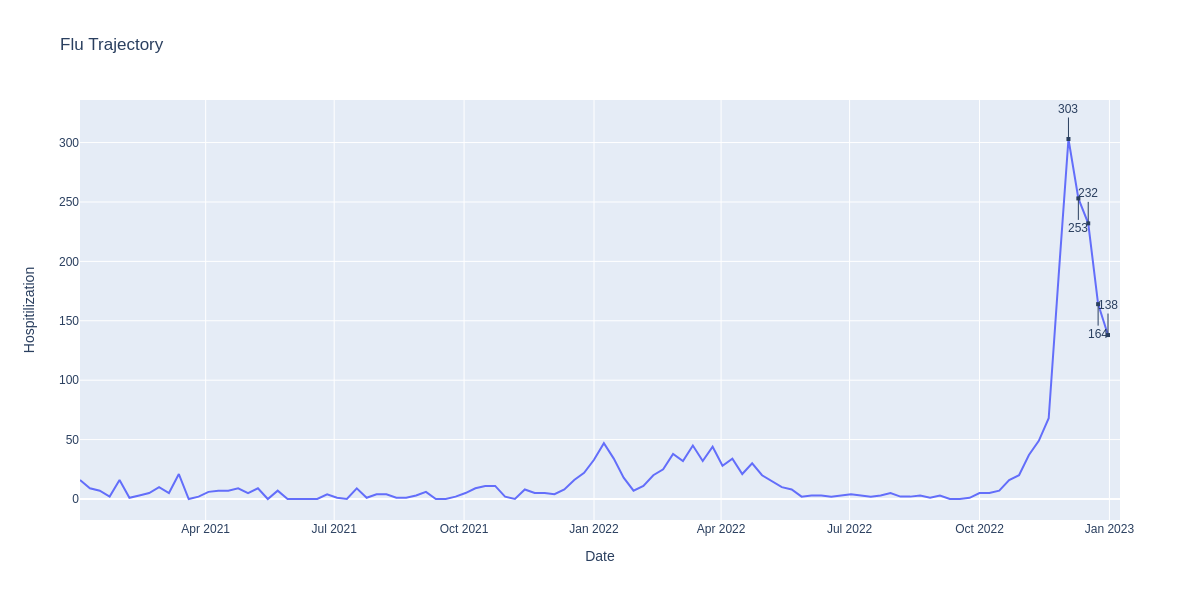 Flu Trajectory
303
300
250
232
253
200
150
138
164
100
50
0
Hospitilization
Apr 2021
Jul 2021
Oct 2021
Jan 2022
Apr 2022
Jul 2022
Oct 2022
Jan 2023
Date